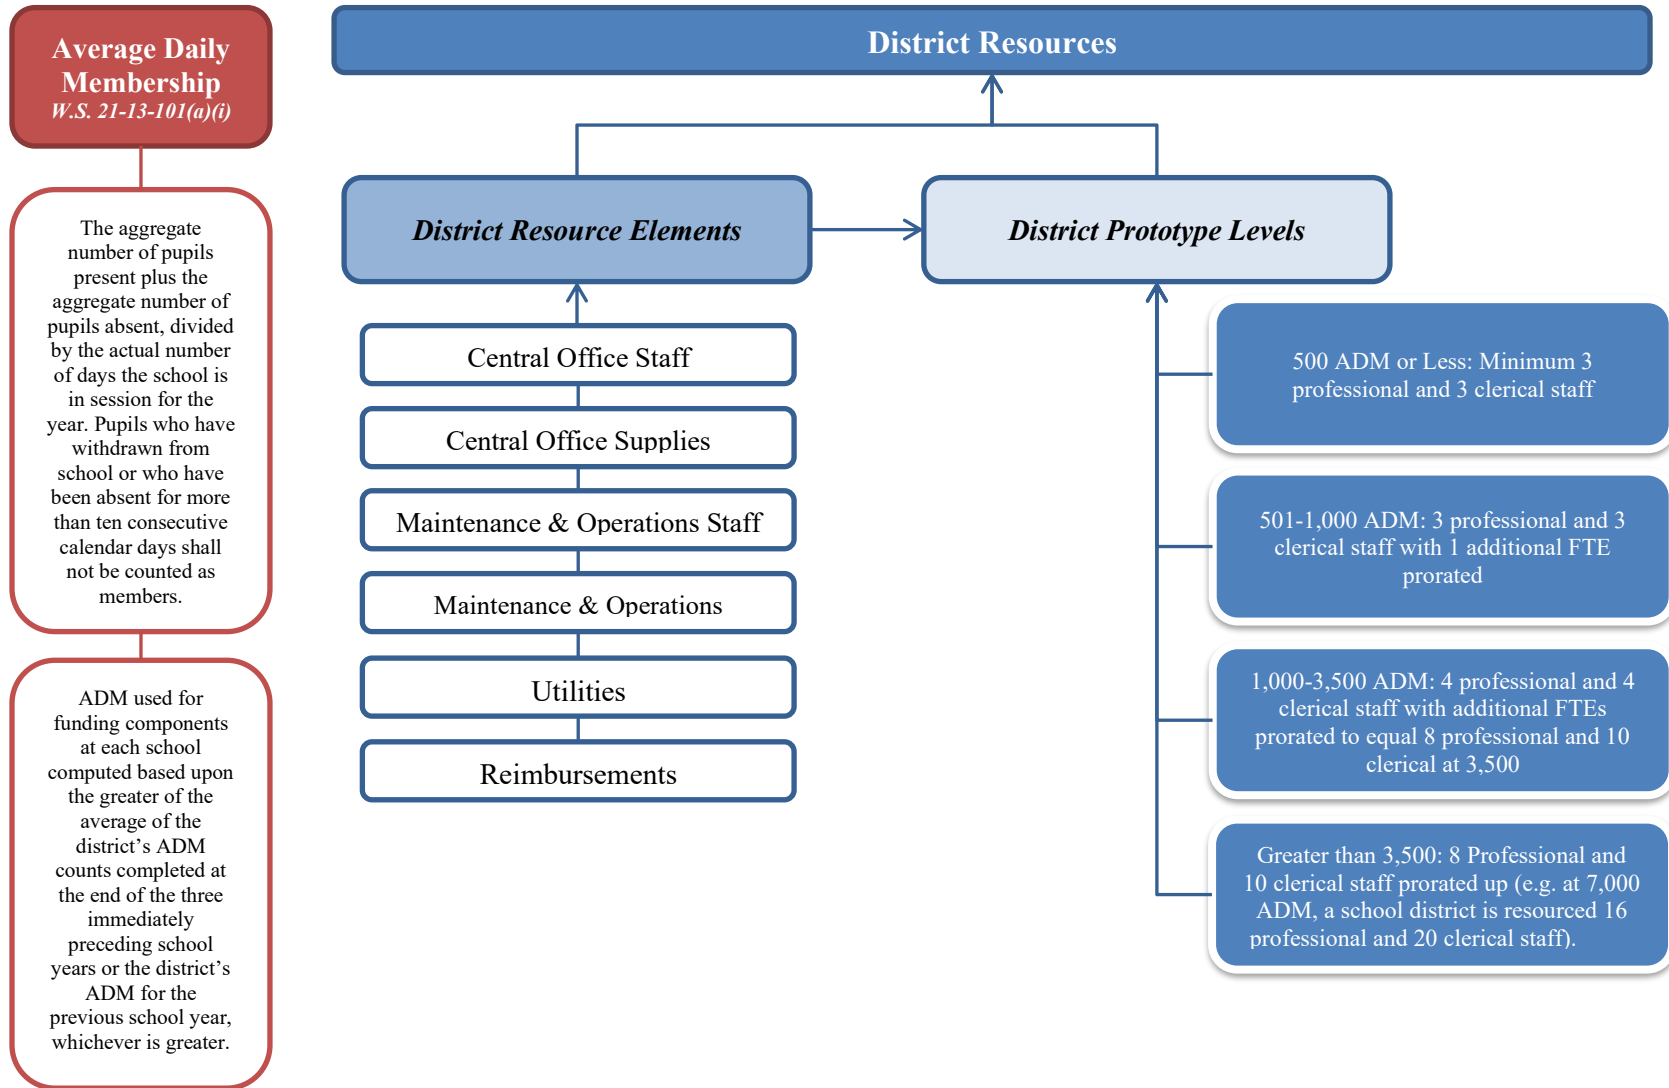 Average Daily
Membership
W.S. 21-13-101(a)(i)
The aggregate
number of pupils
present plus the
aggregate number of
pupils absent, divided
by the actual number
of days the school is
in session for the
year. Pupils who have
withdrawn from
school or who have
been absent for more
than ten consecutive
calendar days shall
not be counted as
members.
ADM used for
funding components
at each school
computed based upon
the greater of the
average of the
district’s ADM
counts completed at
the end of the three
immediately
preceding school
years or the district’s
ADM for the
previous school year,
whichever is greater.
District Resources
District Resource Elements
Central Office Staff
Central Office Supplies
Maintenance & Operations Staff
Maintenance & Operations
Utilities
Reimbursements
District Prototype Levels
500 ADM or Less: Minimum 3
professional and 3 clerical staff
501-1,000 ADM: 3 professional and 3
clerical staff with 1 additional FTE
prorated
1,000-3,500 ADM: 4 professional and 4
clerical staff with additional FTEs
prorated to equal 8 professional and 10
clerical at 3,500
Greater than 3,500: 8 Professional and
10 clerical staff prorated up (e.g. at 7,000
ADM, a school district is resourced 16
professional and 20 clerical staff).